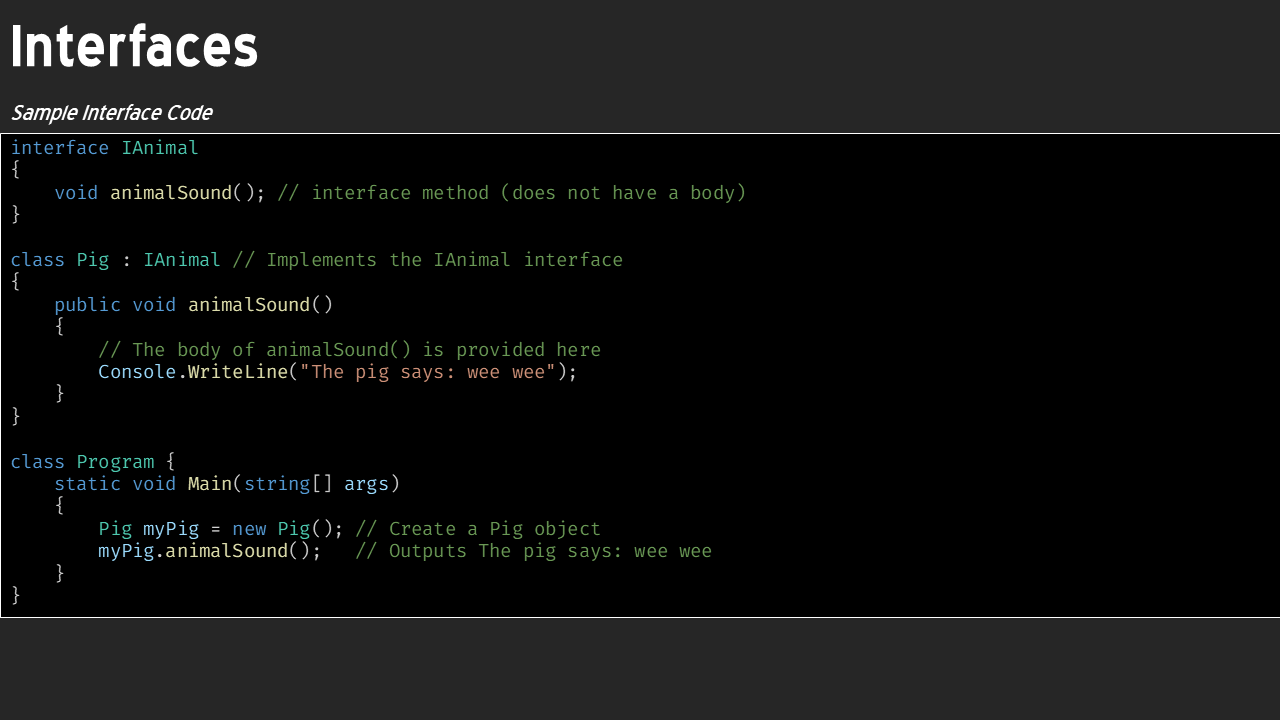 Interfaces
Sample Interface Code
interface IAnimal
{
    void animalSound(); // interface method (does not have a body)
}

class Pig : IAnimal // Implements the IAnimal interface
{
    public void animalSound()
    {
        // The body of animalSound() is provided here
        Console.WriteLine("The pig says: wee wee");
    }
}

class Program {
    static void Main(string[] args)
    {
        Pig myPig = new Pig(); // Create a Pig object
        myPig.animalSound();   // Outputs The pig says: wee wee
    }
}